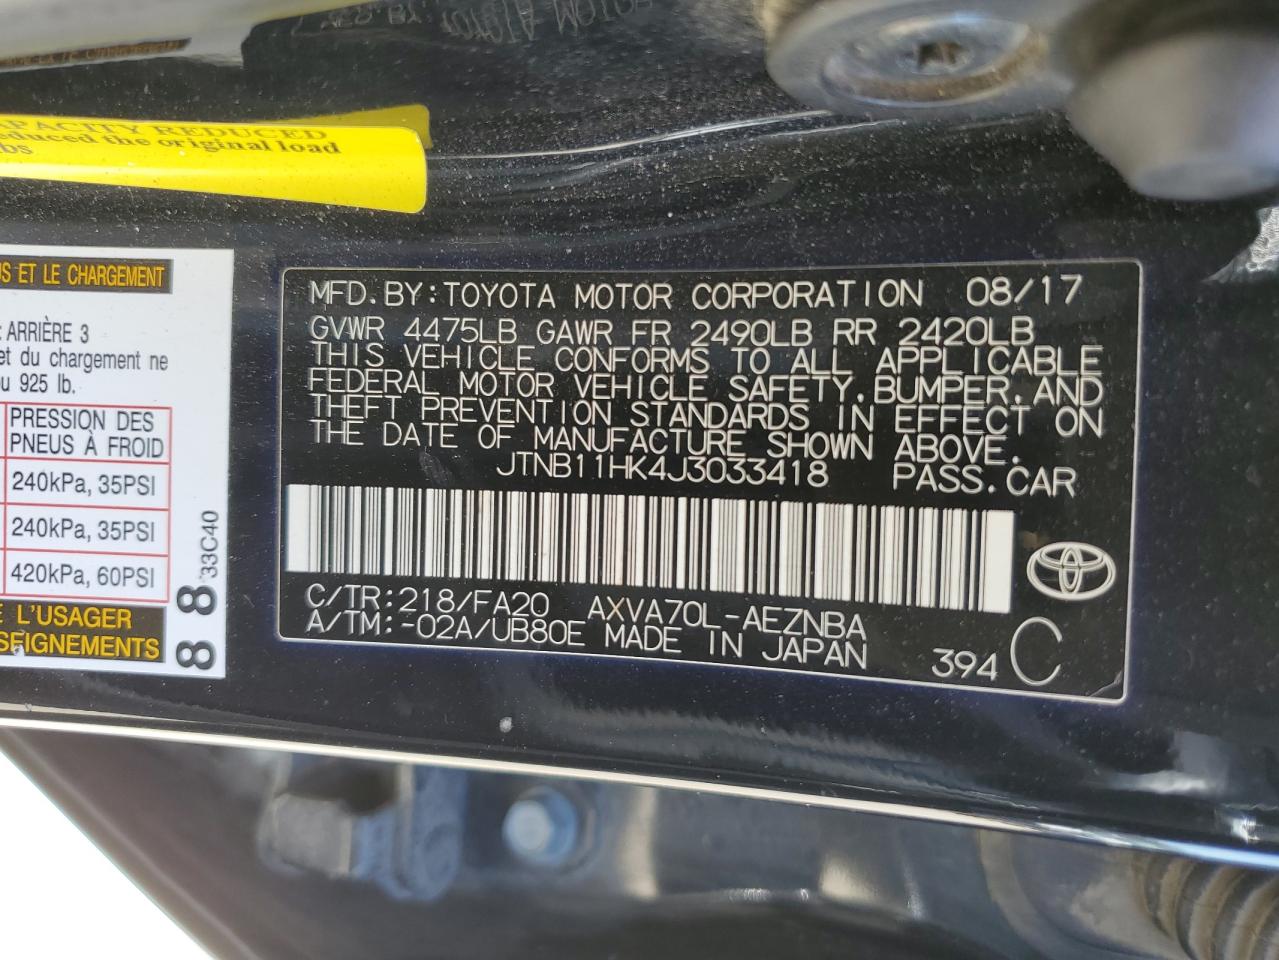 CAPACITY REDUCED
reduced the original load
lbs
US ET LE CHARGEMENT
: ARRIÈRE 3
et du chargement ne
ou 925 lb.
PRESSION DES
PNEUS À FROID
240kPa, 35PSI
240kPa, 35PSI
420kPa, 60PSI
E L'USAGER
SEIGNEMENTS
88
33C40
MFD.BY:TOYOTA MOTOR CORPORATION 08/17
GVWR 4475LB GAWR FR 2490LB RR 2420LB
THIS VEHICLE CONFORMS TO ALL APPLICABLE
FEDERAL MOTOR VEHICLE SAFETY,BUMPER,AND
THEFT PREVENTION STANDARDS IN EFFECT ON
THE DATE OF MANUFACTURE SHOWN ABOVE.
JTNB11HK4J3033418 PASS.CAR
C/TR:218/FA20 AXVA70L-AEZNBA
A/TM:-02A/UB80E MADE IN JAPAN 394 C